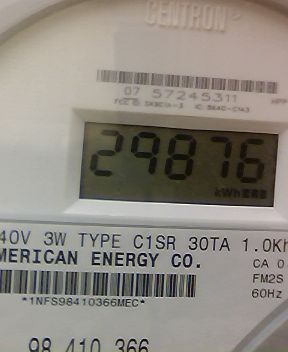 CENTRON®
07 57245311
29876
kWh
40V 3W TYPE C1SR 30TA 1.0Kh
MERICAN ENERGY CO.
CA 0
FM2S
60Hz
*1NFS98410366MEC*
98 410 366